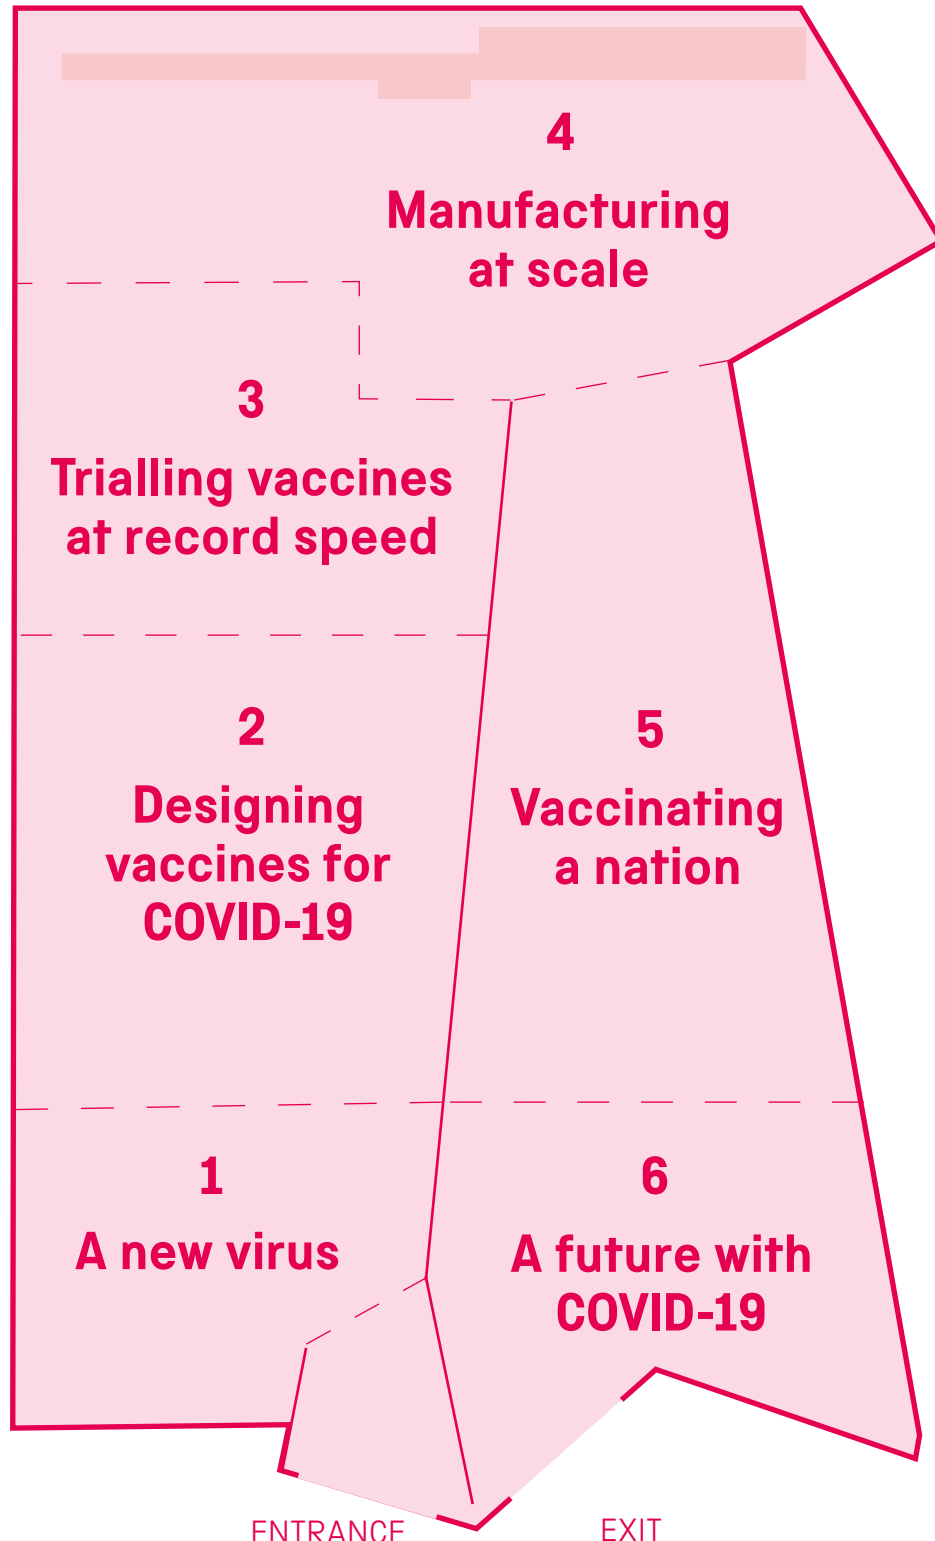 4
Manufacturing
at scale
3
Trialling vaccines
at record speed
2
Designing
vaccines for
COVID-19
5
Vaccinating
a nation
1
A new virus
6
A future with
COVID-19
ENTRANCE
EXIT